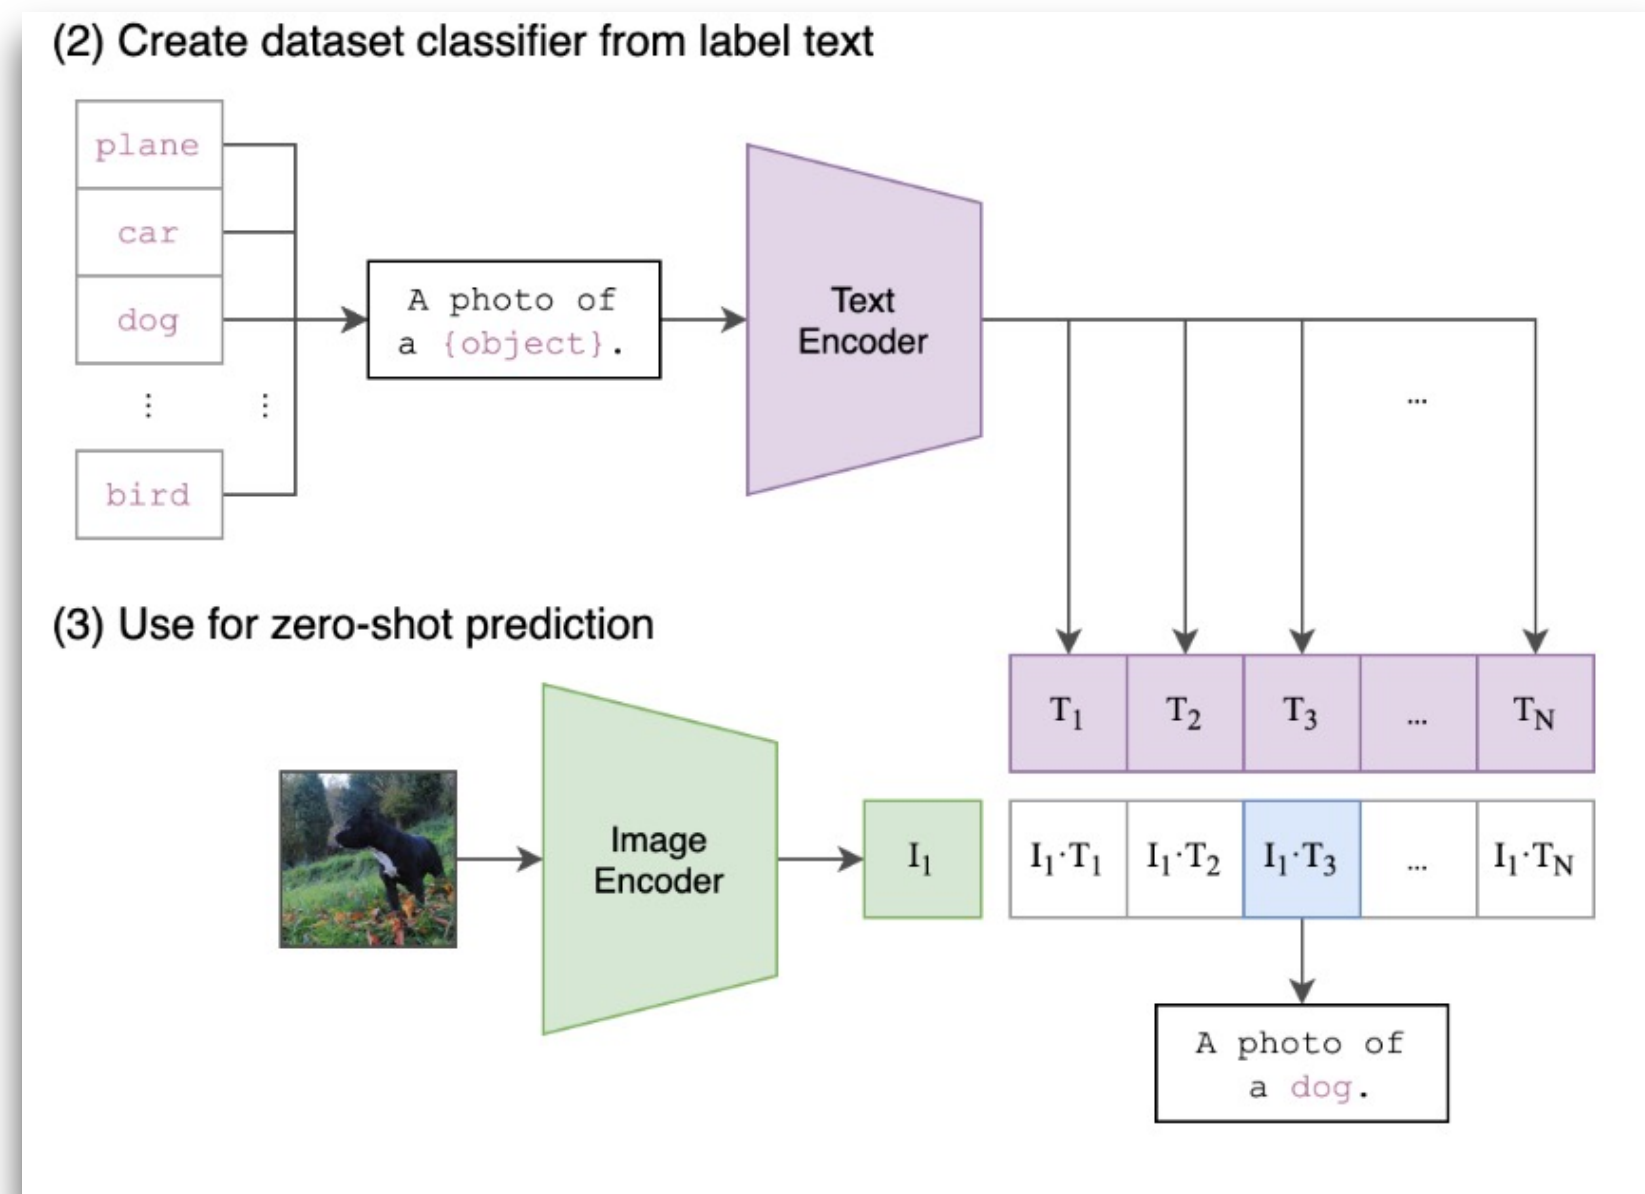 (2) Create dataset classifier from label text
plane
car
dog
⋮ ⋮
bird
A photo of
a {object}.
Text
Encoder
...
(3) Use for zero-shot prediction
Image
Encoder
I₁
T₁ T₂ T₃ ... T_N
I₁·T₁ I₁·T₂ I₁·T₃ ... I₁·T_N
A photo of
a dog.